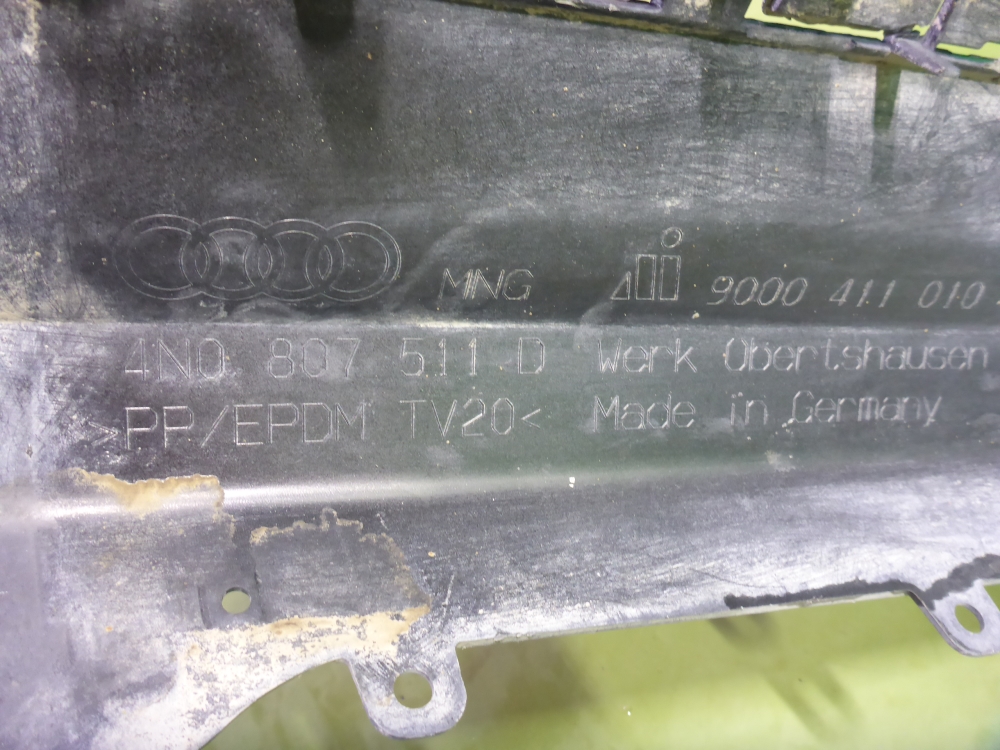 MNG 9000 411 010
4N0 807 511 D Werk Obertshausen
>PP/EPDM TV20< Made in Germany